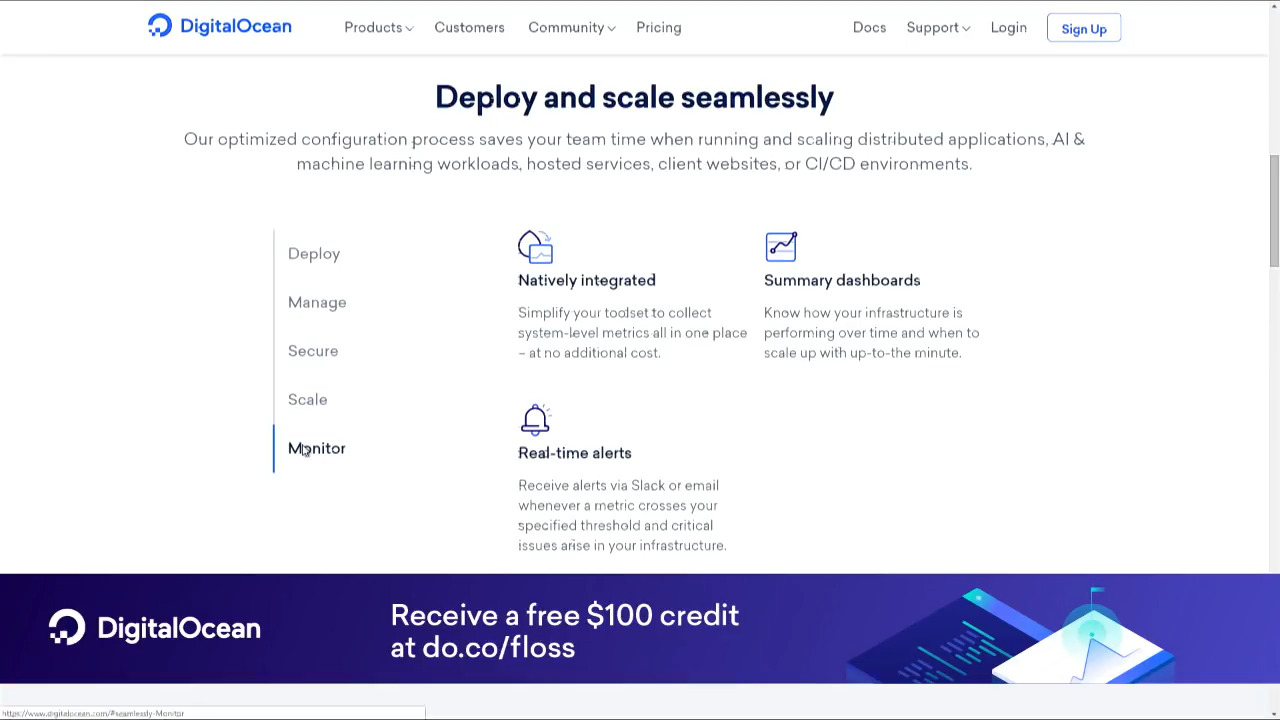 DigitalOcean Products Customers Community Pricing Docs Support Login Sign Up
Deploy and scale seamlessly
Our optimized configuration process saves your team time when running and scaling distributed applications, AI &
machine learning workloads, hosted services, client websites, or CI/CD environments.
Deploy
Manage
Secure
Scale
Monitor
Natively integrated
Simplify your toolset to collect
system-level metrics all in one place
– at no additional cost.
Summary dashboards
Know how your infrastructure is
performing over time and when to
scale up with up-to-the minute.
Real-time alerts
Receive alerts via Slack or email
whenever a metric crosses your
specified threshold and critical
issues arise in your infrastructure.
DigitalOcean
Receive a free $100 credit
at do.co/floss
https://www.digitalocean.com/#seamlessly-Monitor